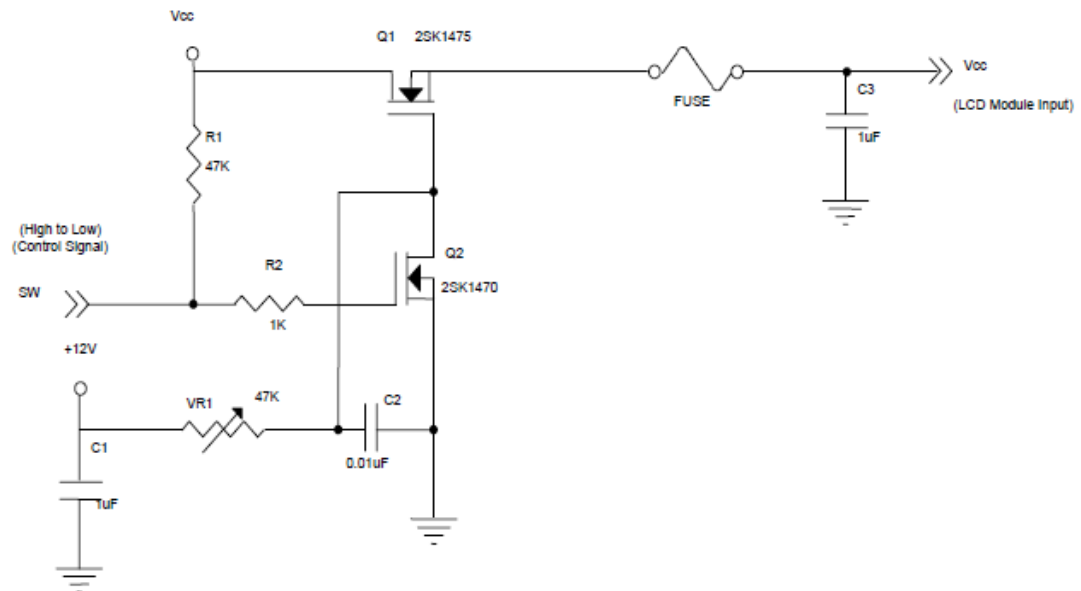 Vcc
Q1 2SK1475
Vcc
FUSE
C3
(LCD Module Input)
1uF
R1
47K
(High to Low)
(Control Signal)
SW
R2
1K
Q2
2SK1470
+12V
VR1
47K
C2
0.01uF
C1
1uF